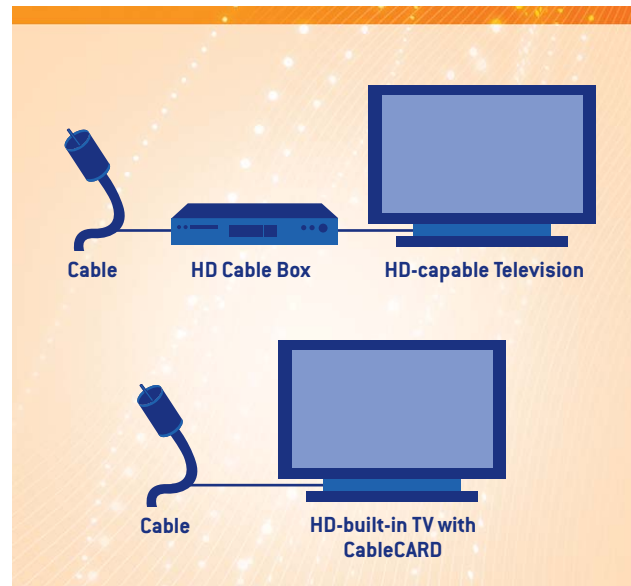 Cable
HD Cable Box
HD-capable Television
Cable
HD-built-in TV with
CableCARD